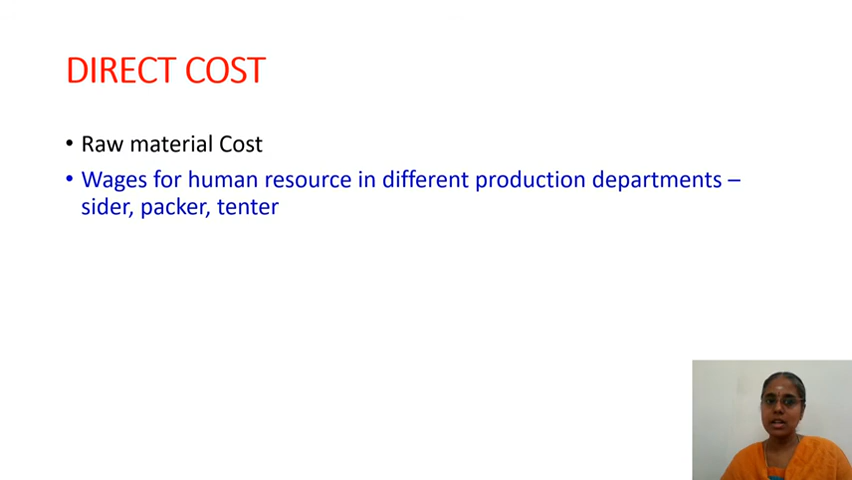 DIRECT COST
• Raw material Cost
• Wages for human resource in different production departments –
sider, packer, tenter